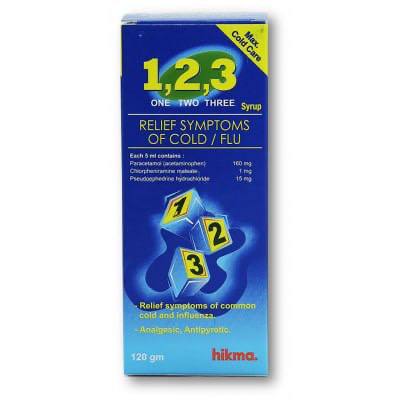 Max.
Cold Care
1,2,3
ONE TWO THREE
Syrup
RELIEF SYMPTOMS
OF COLD / FLU
Each 5 ml contains :
Paracetamol (acetaminophen) 160 mg
Chlorpheniramine maleate . 1 mg
Pseudoephedrine hydrochloride 15 mg
1
2
3
- Relief symptoms of common
cold and influenza.
- Analgesic, Antipyretic.
120 gm
hikma.